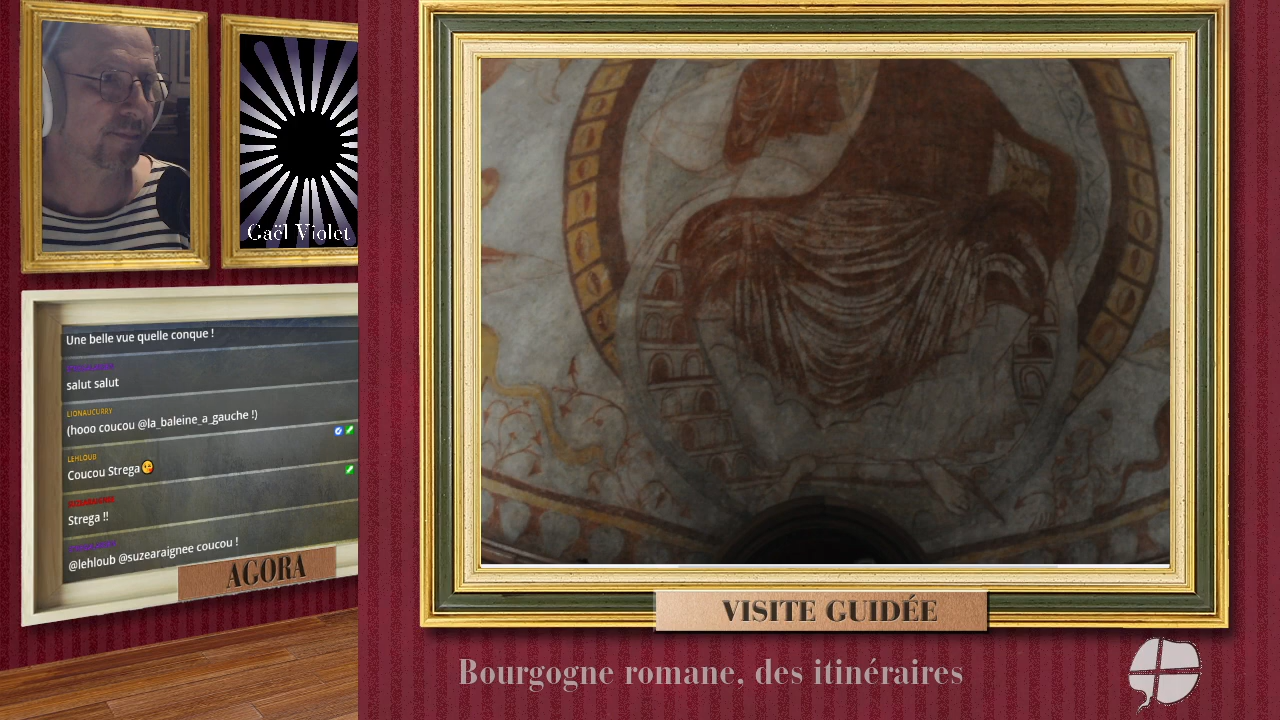 Gaël Violet
Une belle vue quelle conque !
salut salut
LIONAUCURRY
(hooo coucou @la_baleine_a_gauche !)
LEHLOUB
Coucou Strega
Strega !!
@lehloub @suzearaignee coucou !
AGORA
VISITE GUIDÉE
Bourgogne romane, des itinéraires